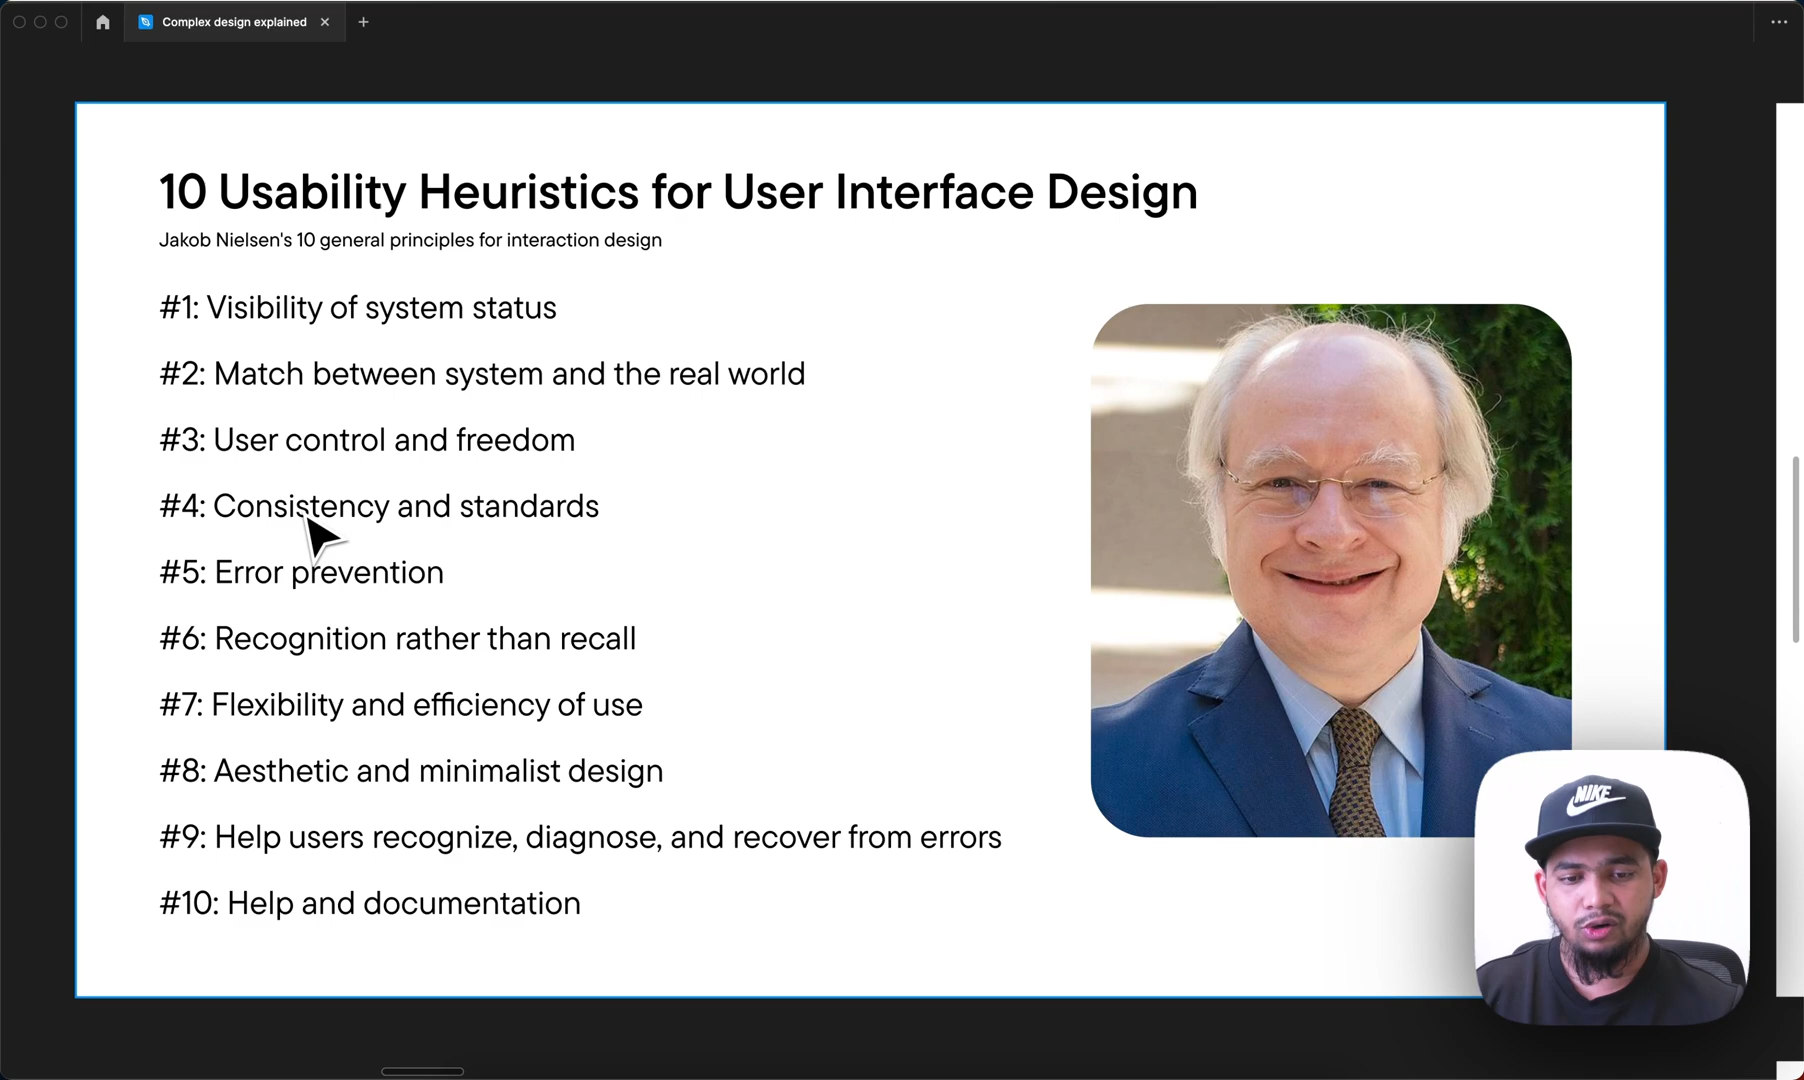 Complex design explained
10 Usability Heuristics for User Interface Design
Jakob Nielsen's 10 general principles for interaction design
#1: Visibility of system status
#2: Match between system and the real world
#3: User control and freedom
#4: Consistency and standards
#5: Error prevention
#6: Recognition rather than recall
#7: Flexibility and efficiency of use
#8: Aesthetic and minimalist design
#9: Help users recognize, diagnose, and recover from errors
#10: Help and documentation
NIKE